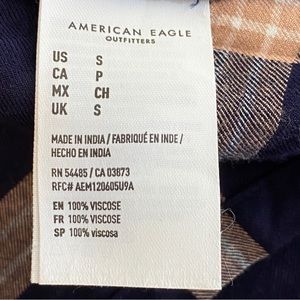 AMERICAN EAGLE
OUTFITTERS
US S
CA P
MX CH
UK S
MADE IN INDIA / FABRIQUÉ EN INDE /
HECHO EN INDIA
RN 54485 / CA 03873
RFC# AEM120605U9A
EN 100% VISCOSE
FR 100% VISCOSE
SP 100% viscosa